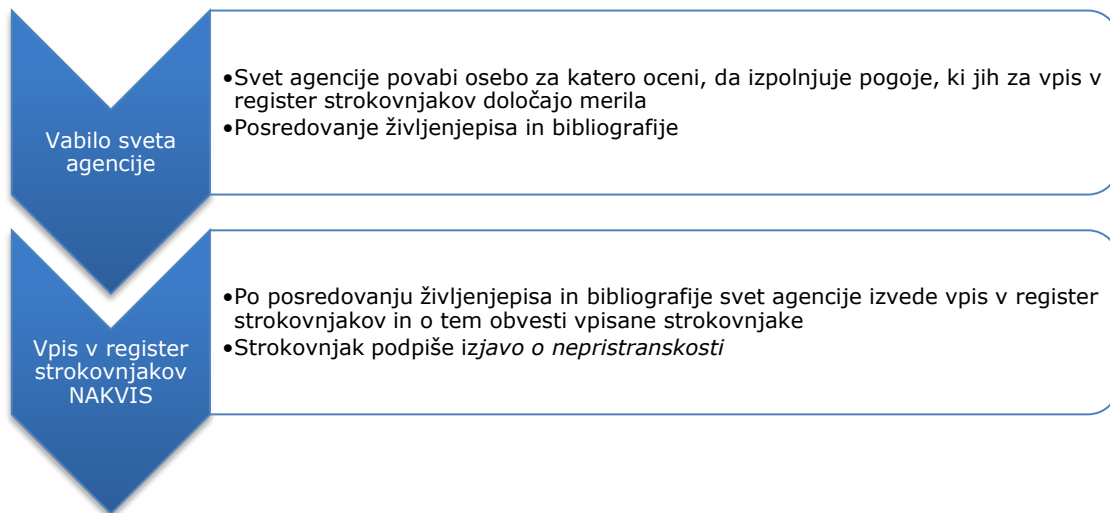 Vabilo sveta
agencije
•Svet agencije povabi osebo za katero oceni, da izpolnjuje pogoje, ki jih za vpis v
register strokovnjakov določajo merila
•Posredovanje življenjepisa in bibliografije
Vpis v register
strokovnjakov
NAKVIS
•Po posredovanju življenjepisa in bibliografije svet agencije izvede vpis v register
strokovnjakov in o tem obvesti vpisane strokovnjake
•Strokovnjak podpiše izjavo o nepristranskosti